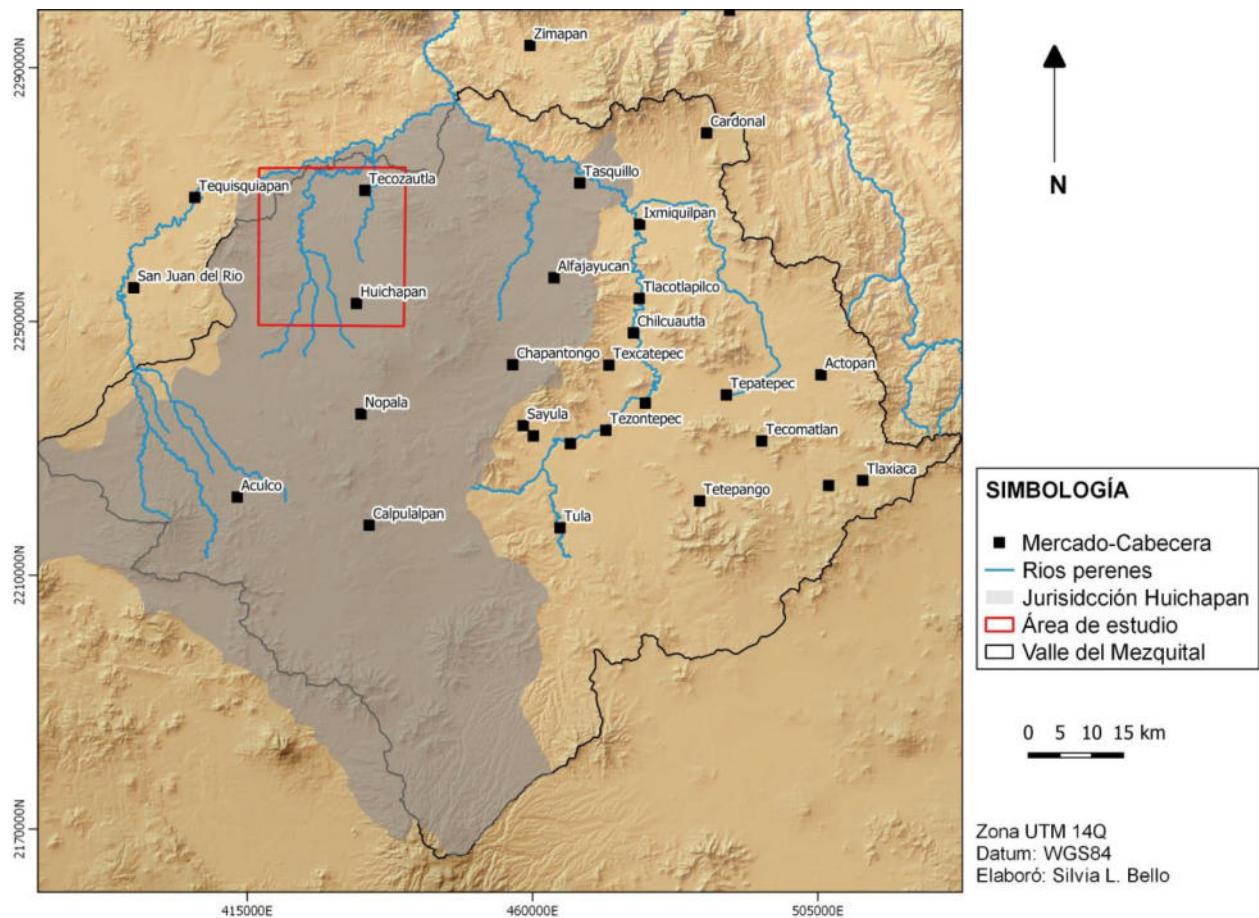 Zimapan
2290000N
Cardonal
Tasquillo
Tequisquiapan
Tecozautla
Ixmiquilpan
San Juan del Rio
Alfajayucan
Huichapan
Tlacotlapilco
2250000N
Chilcuautla
Chapantongo
Texcatepec
Actopan
Tepatepec
Nopala
Sayula
Tezontepec
Tecomatlan
Tlaxiaca
Aculco
Tetepango
Calpulalpan
Tula
2210000N
2170000N
415000E
460000E
505000E
N
SIMBOLOGÍA
Mercado-Cabecera
Rios perenes
Jurisidcción Huichapan
Área de estudio
Valle del Mezquital
0 5 10 15 km
Zona UTM 14Q
Datum: WGS84
Elaboró: Silvia L. Bello